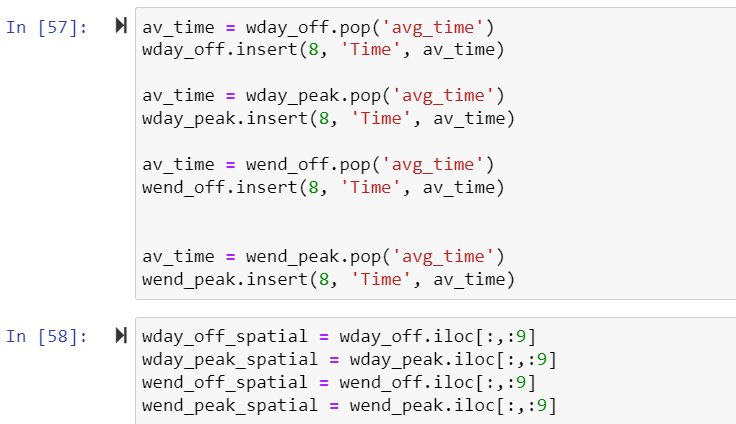 In [57]:
av_time = wday_off.pop('avg_time')
wday_off.insert(8, 'Time', av_time)
av_time = wday_peak.pop('avg_time')
wday_peak.insert(8, 'Time', av_time)
av_time = wend_off.pop('avg_time')
wend_off.insert(8, 'Time', av_time)
av_time = wend_peak.pop('avg_time')
wend_peak.insert(8, 'Time', av_time)
In [58]:
wday_off_spatial = wday_off.iloc[:,:9]
wday_peak_spatial = wday_peak.iloc[:,:9]
wend_off_spatial = wend_off.iloc[:,:9]
wend_peak_spatial = wend_peak.iloc[:,:9]